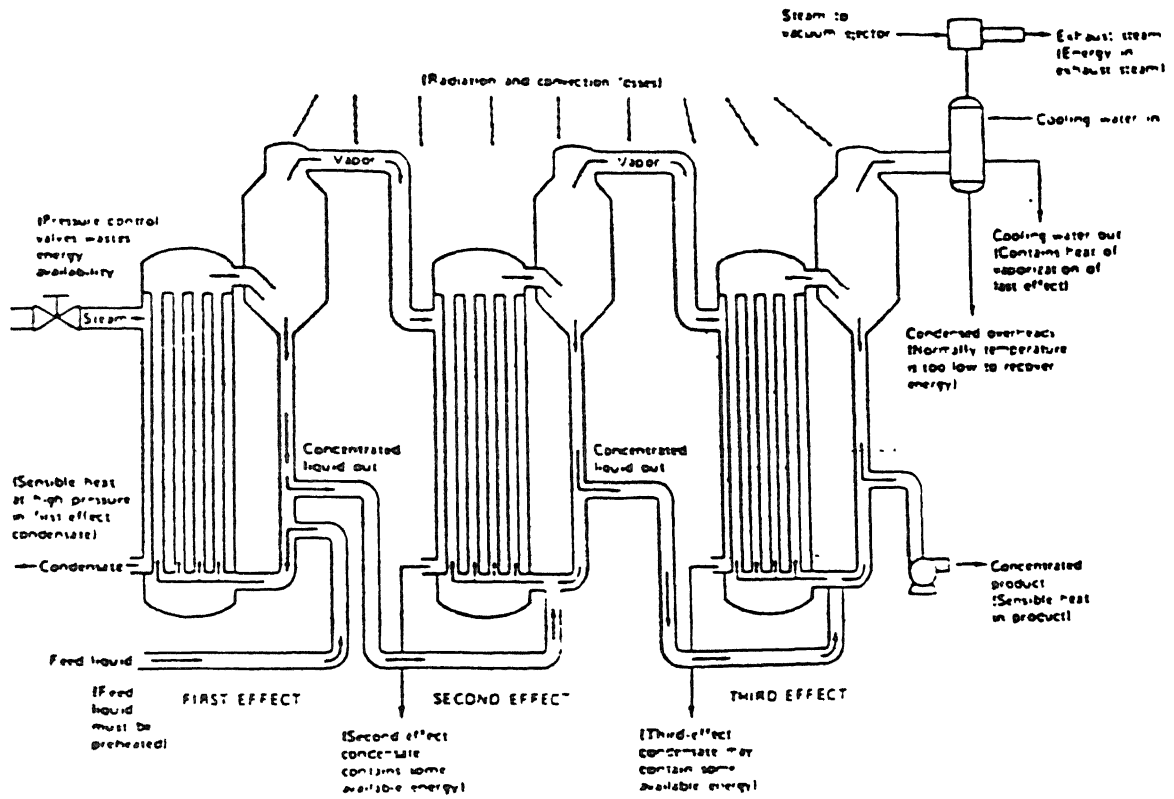 Steam to
vacuum ejector
Exhaust steam
(Energy in
exhaust steam)
(Radiation and convection losses)
Cooling water in
Vapor
Vapor
(Pressure control
valves wastes
energy
availability
Steam
Cooling water out
(Contains heat of
vaporization of
last effect)
Condensed overheads
(Normally temperature
is too low to recover
energy)
Concentrated
liquid out
Concentrated
liquid out
(Sensible heat
at high pressure
in first effect
condensate)
Condensate
Concentrated
product
(Sensible heat
in product)
Feed liquid
(Feed
liquid
must be
preheated)
FIRST EFFECT
SECOND EFFECT
THIRD EFFECT
(Second effect
condensate
contains some
available energy)
(Third-effect
condensate may
contain some
available energy)